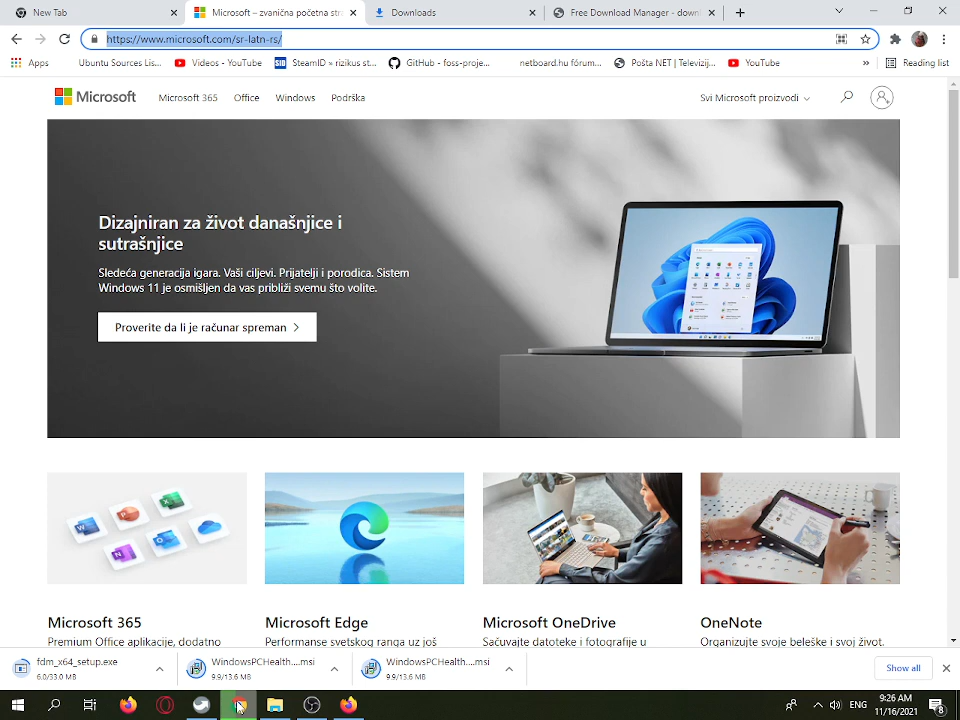 New Tab
Microsoft – zvanična početna stra
Downloads
Free Download Manager - downl
https://www.microsoft.com/sr-latn-rs/
Apps
Ubuntu Sources Lis...
Videos - YouTube
SteamID » rizikus st...
GitHub - foss-proje...
netboard.hu fórum...
Pošta NET | Televizij...
YouTube
»
Reading list
Microsoft
Microsoft 365
Office
Windows
Podrška
Svi Microsoft proizvodi
Dizajniran za život današnjice i
sutrašnjice
Sledeća generacija igara. Vaši ciljevi. Prijatelji i porodica. Sistem
Windows 11 je osmišljen da vas približi svemu što volite.
Proverite da li je računar spreman
Microsoft 365
Premium Office aplikacije, dodatno
Microsoft Edge
Performanse svetskog ranga uz još
Microsoft OneDrive
Sačuvajte datoteke i fotografije u
OneNote
Organizujte svoje beleške i svoj život.
fdm_x64_setup.exe
6.0/33.0 MB
WindowsPCHealth....msi
9.9/13.6 MB
WindowsPCHealth....msi
9.9/13.6 MB
Show all
ENG
9:26 AM
11/16/2021
8